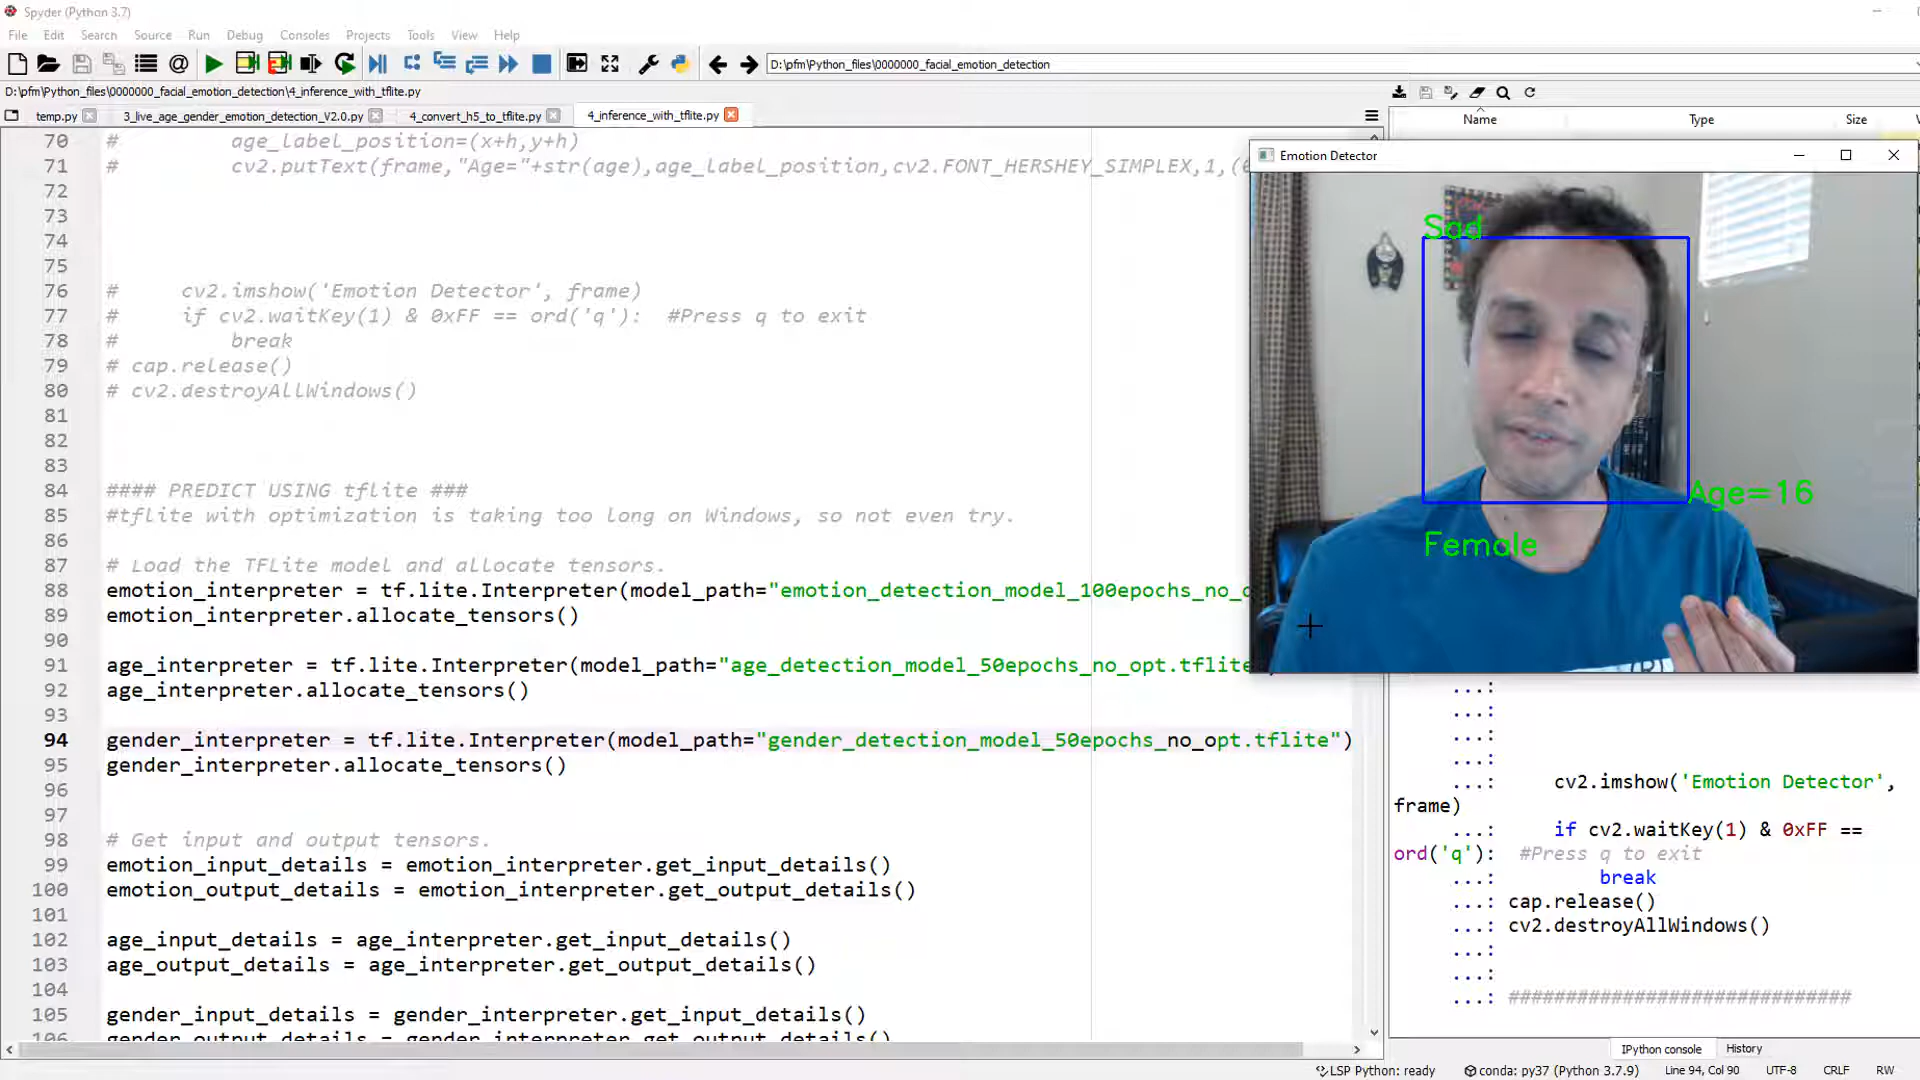 Spyder (Python 3.7)
File Edit Search Source Run Debug Consoles Projects Tools View Help
D:\pfm\Python_files\0000000_facial_emotion_detection
D:\pfm\Python_files\0000000_facial_emotion_detection\4_inference_with_tflite.py
temp.py 3_live_age_gender_emotion_detection_V2.0.py 4_convert_h5_to_tflite.py 4_inference_with_tflite.py
Name Type Size
70 # age_label_position=(x+h,y+h)
71 # cv2.putText(frame,"Age="+str(age),age_label_position,cv2.FONT_HERSHEY_SIMPLEX,1,(
72
73
74
75
76 # cv2.imshow('Emotion Detector', frame)
77 # if cv2.waitKey(1) & 0xFF == ord('q'): #Press q to exit
78 # break
79 # cap.release()
80 # cv2.destroyAllWindows()
81
82
83
84 #### PREDICT USING tflite ###
85 #tflite with optimization is taking too long on Windows, so not even try.
86
87 # Load the TFLite model and allocate tensors.
88 emotion_interpreter = tf.lite.Interpreter(model_path="emotion_detection_model_100epochs_no_o
89 emotion_interpreter.allocate_tensors()
90
91 age_interpreter = tf.lite.Interpreter(model_path="age_detection_model_50epochs_no_opt.tflite
92 age_interpreter.allocate_tensors()
93
94 gender_interpreter = tf.lite.Interpreter(model_path="gender_detection_model_50epochs_no_opt.tflite")
95 gender_interpreter.allocate_tensors()
96
97
98 # Get input and output tensors.
99 emotion_input_details = emotion_interpreter.get_input_details()
100 emotion_output_details = emotion_interpreter.get_output_details()
101
102 age_input_details = age_interpreter.get_input_details()
103 age_output_details = age_interpreter.get_output_details()
104
105 gender_input_details = gender_interpreter.get_input_details()
106 gender_output_details = gender_interpreter.get_output_details()
Emotion Detector
Sad
Age=16
Female
...:
...:
...:
...:
...: cv2.imshow('Emotion Detector',
frame)
...: if cv2.waitKey(1) & 0xFF ==
ord('q'): #Press q to exit
...: break
...: cap.release()
...: cv2.destroyAllWindows()
...:
...:
...: ##############################
IPython console History
LSP Python: ready conda: py37 (Python 3.7.9) Line 94, Col 90 UTF-8 CRLF RW